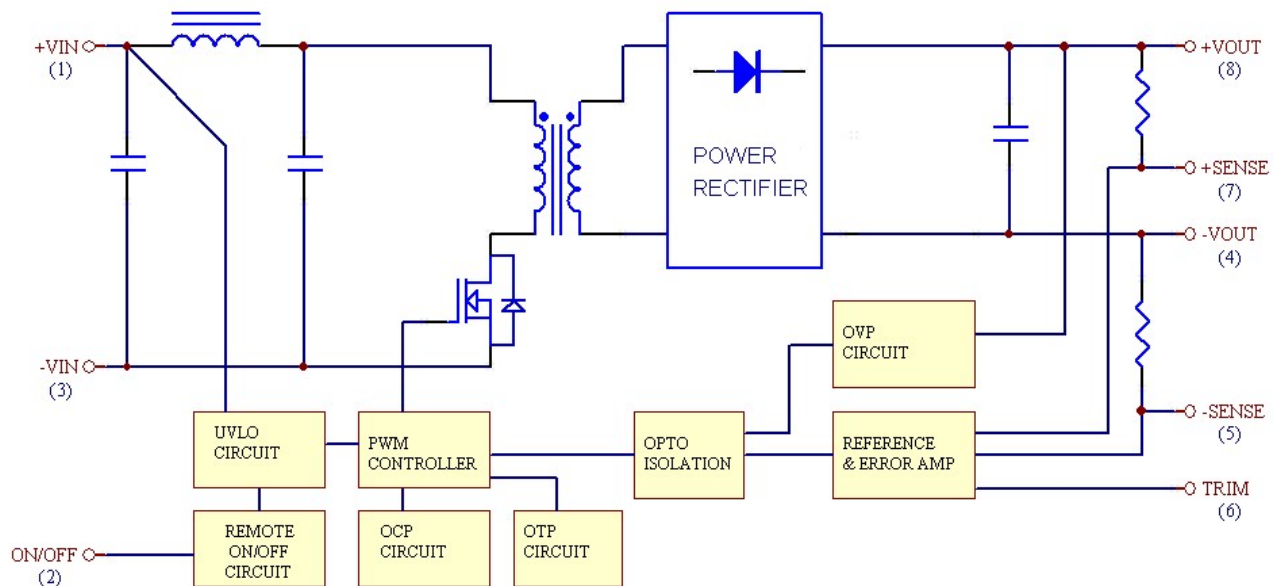 +VIN
(1)
+VOUT
(8)
POWER
RECTIFIER
+SENSE
(7)
-VOUT
(4)
OVP
CIRCUIT
-VIN
(3)
UVLO
CIRCUIT
PWM
CONTROLLER
OPTO
ISOLATION
REFERENCE
& ERROR AMP
-SENSE
(5)
TRIM
(6)
ON/OFF
(2)
REMOTE
ON/OFF
CIRCUIT
OCP
CIRCUIT
OTP
CIRCUIT